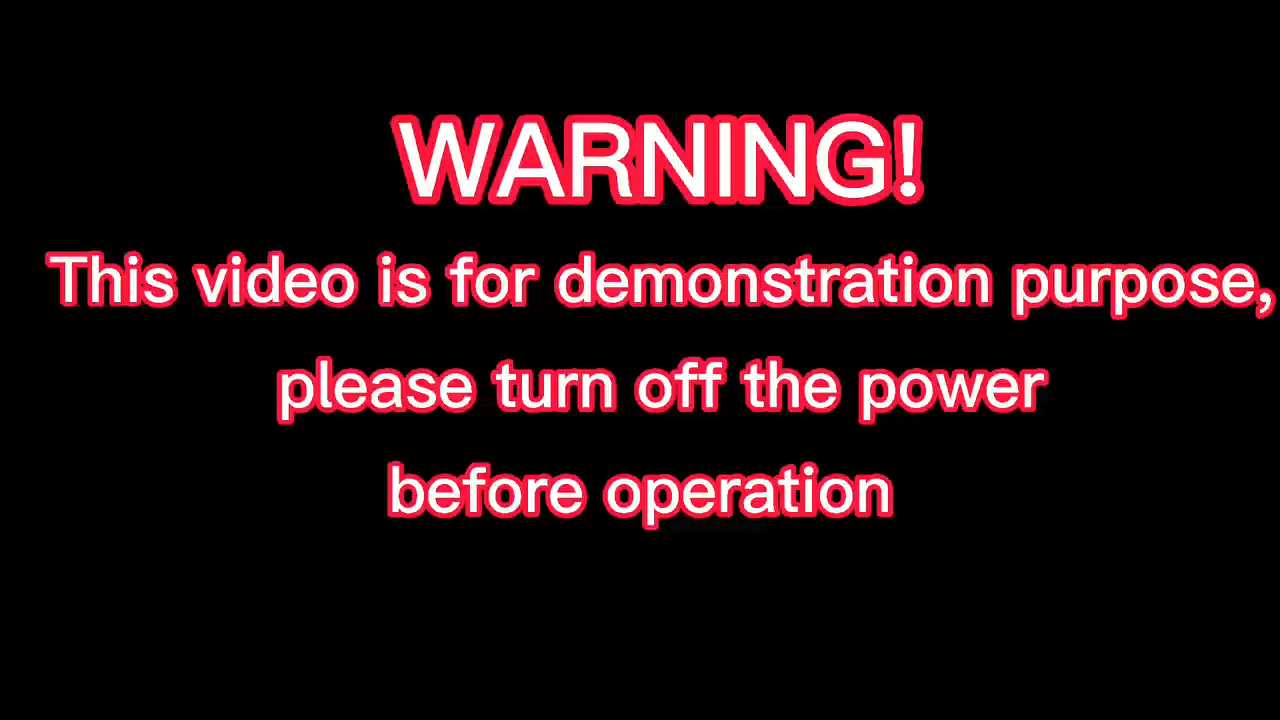 WARNING!
This video is for demonstration purpose,
please turn off the power
before operation